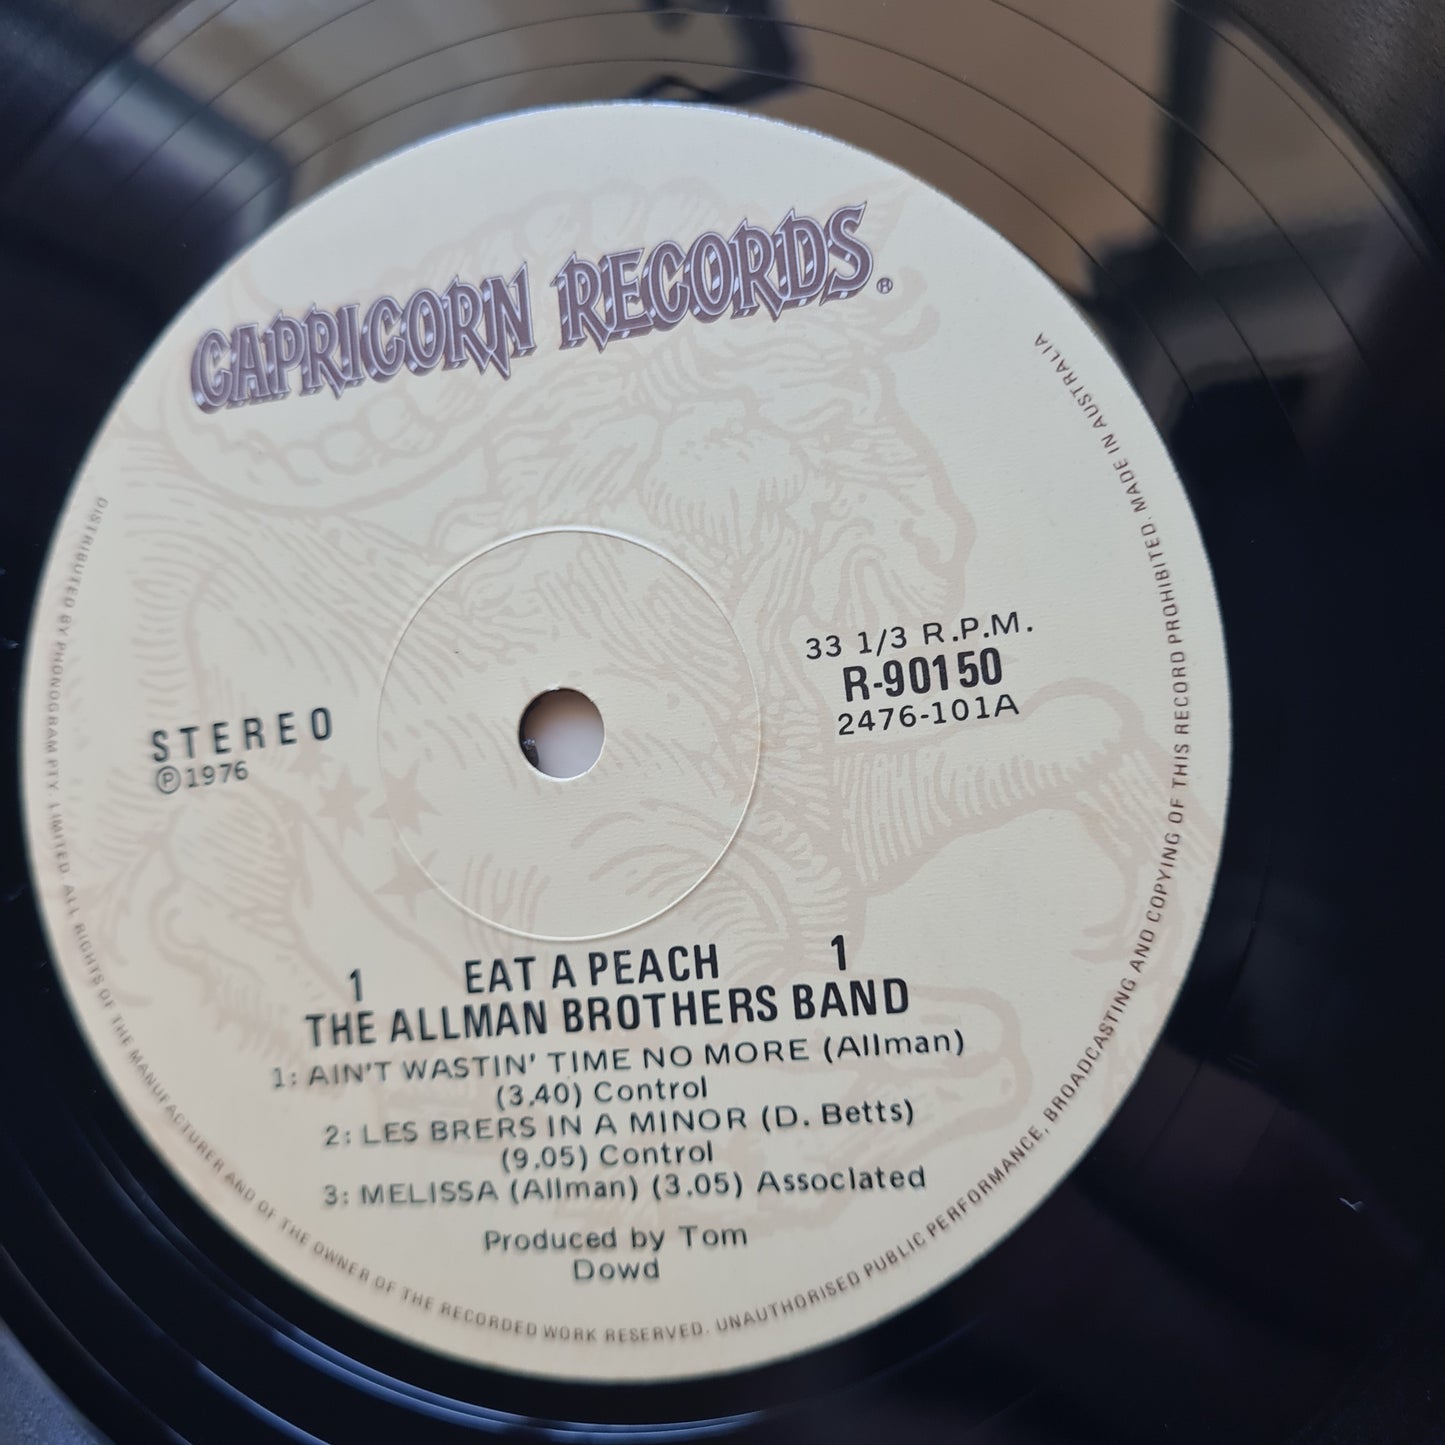 CAPRICORN RECORDS®
33 1/3 R.P.M.
R-90150
2476-101A
STEREO
Ⓟ1976
1 EAT A PEACH 1
THE ALLMAN BROTHERS BAND
1: AIN'T WASTIN' TIME NO MORE (Allman)
(3.40) Control
2: LES BRERS IN A MINOR (D. Betts)
(9.05) Control
3: MELISSA (Allman) (3.05) Associated
Produced by Tom
Dowd
DISTRIBUTED BY PHONOGRAM PTY. LIMITED. ALL RIGHTS OF THE MANUFACTURER AND OF THE OWNER OF THE RECORDED WORK RESERVED. UNAUTHORISED PUBLIC PERFORMANCE, BROADCASTING AND COPYING OF THIS RECORD PROHIBITED. MADE IN AUSTRALIA